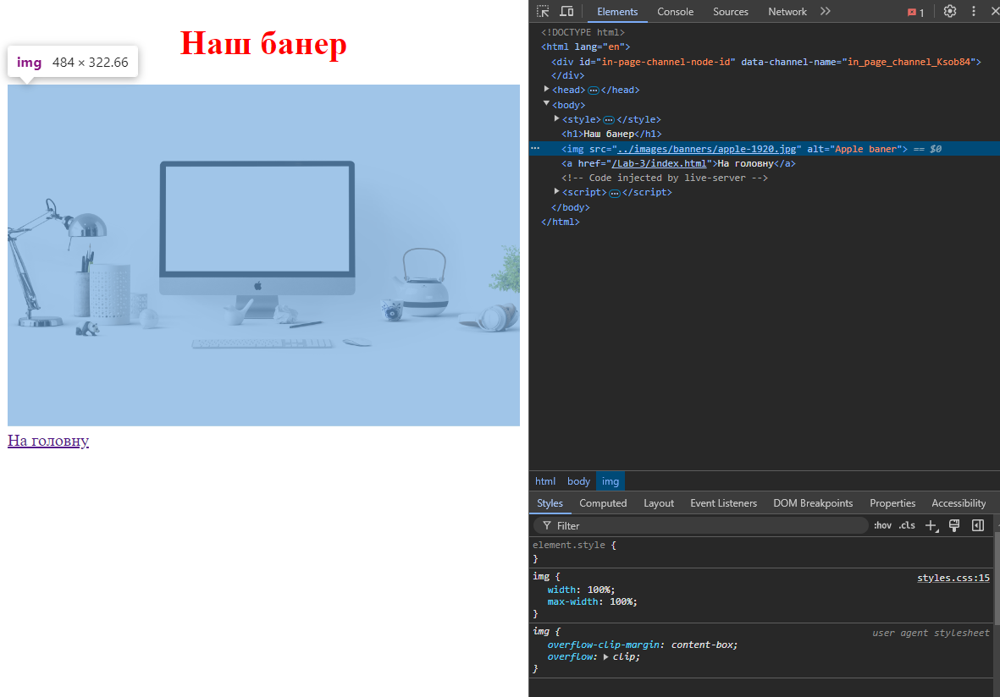 Наш банер
img 484 × 322.66
На головну
Elements Console Sources Network 1
<!DOCTYPE html>
<html lang="en">
<div id="in-page-channel-node-id" data-channel-name="in_page_channel_Ksob84">
</div>
<head> … </head>
<body>
<style> … </style>
<h1>Наш банер</h1>
… <img src="../images/banners/apple-1920.jpg" alt="Apple baner"> == $0
<a href="/Lab-3/index.html">На головну</a>
<!-- Code injected by live-server -->
<script> … </script>
</body>
</html>
html body img
Styles Computed Layout Event Listeners DOM Breakpoints Properties Accessibility
Filter :hov .cls
element.style {
}
img { styles.css:15
width: 100%;
max-width: 100%;
}
img { user agent stylesheet
overflow-clip-margin: content-box;
overflow: clip;
}